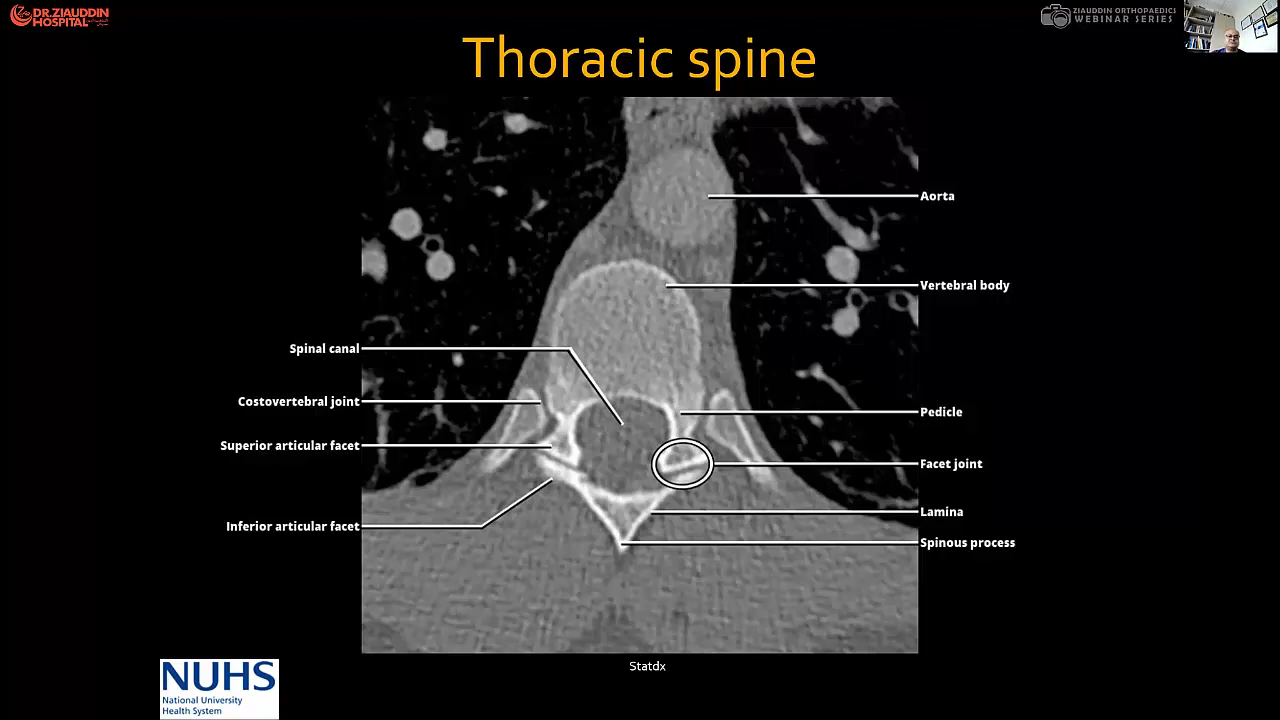 DR.ZIAUDDIN
HOSPITAL
ZIAUDDIN ORTHOPAEDICS
WEBINAR SERIES
Thoracic spine
Aorta
Vertebral body
Spinal canal
Costovertebral joint
Pedicle
Superior articular facet
Facet joint
Lamina
Inferior articular facet
Spinous process
Statdx
NUHS
National University
Health System